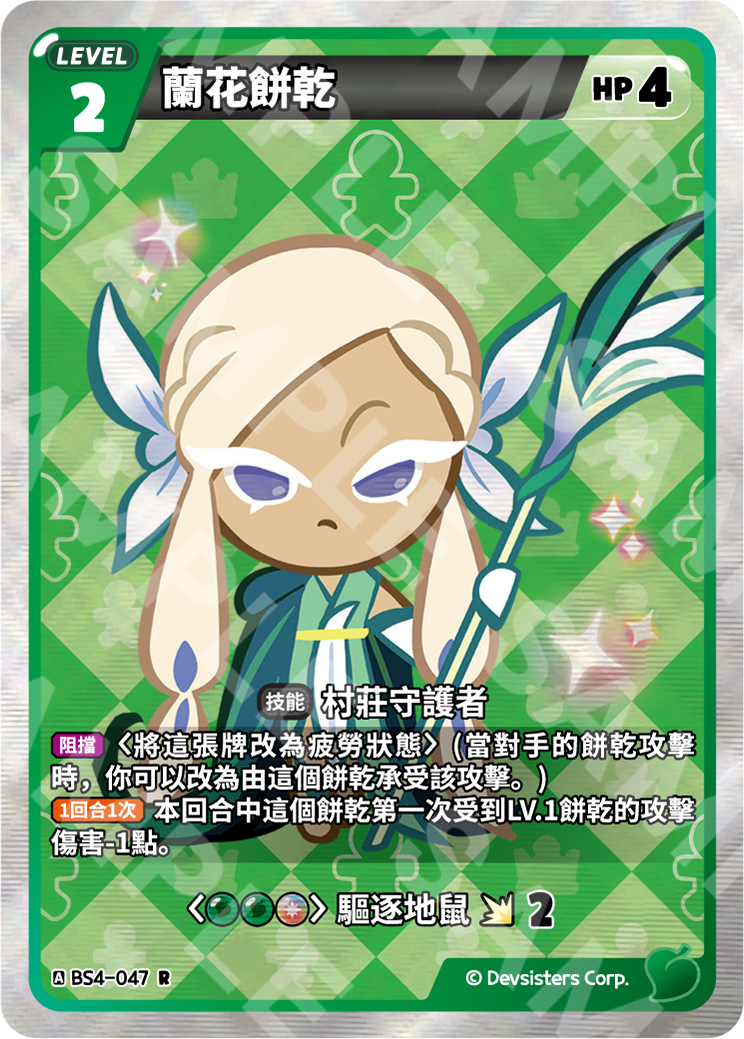 LEVEL
2
蘭花餅乾
HP 4
技能 村莊守護者
阻擋 〈將這張牌改為疲勞狀態〉(當對手的餅乾攻擊
時，你可以改為由這個餅乾承受該攻擊。)
1回合1次 本回合中這個餅乾第一次受到LV.1餅乾的攻擊
傷害-1點。
〈 〉 驅逐地鼠 2
A BS4-047 R
© Devsisters Corp.
SAMPLE